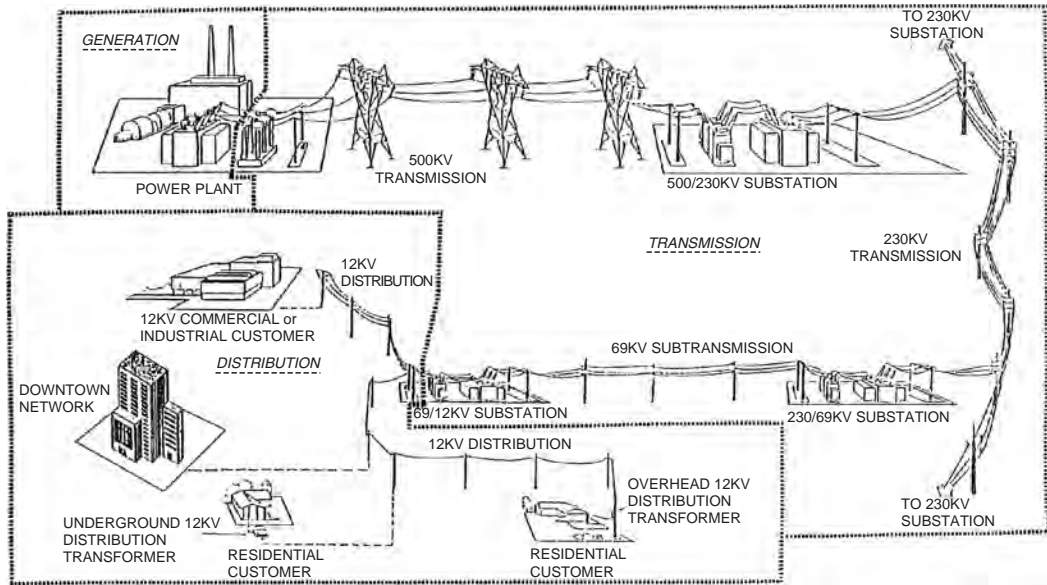 GENERATION
TO 230KV
SUBSTATION
POWER PLANT
500KV
TRANSMISSION
500/230KV SUBSTATION
TRANSMISSION
230KV
TRANSMISSION
12KV
DISTRIBUTION
12KV COMMERCIAL or
INDUSTRIAL CUSTOMER
DISTRIBUTION
69KV SUBTRANSMISSION
DOWNTOWN
NETWORK
69/12KV SUBSTATION
230/69KV SUBSTATION
12KV DISTRIBUTION
OVERHEAD 12KV
DISTRIBUTION
TRANSFORMER
TO 230KV
SUBSTATION
UNDERGROUND 12KV
DISTRIBUTION
TRANSFORMER
RESIDENTIAL
CUSTOMER
RESIDENTIAL
CUSTOMER